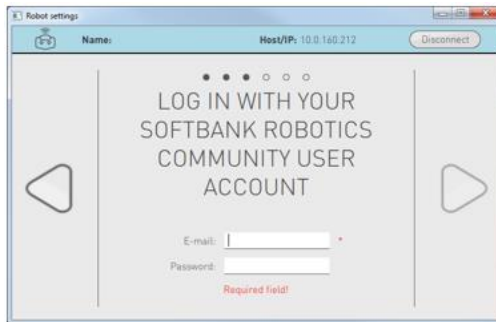 Robot settings
Name: Host/IP: 10.0.160.212 Disconnect
LOG IN WITH YOUR
SOFTBANK ROBOTICS
COMMUNITY USER
ACCOUNT
E-mail: *
Password:
Required field!